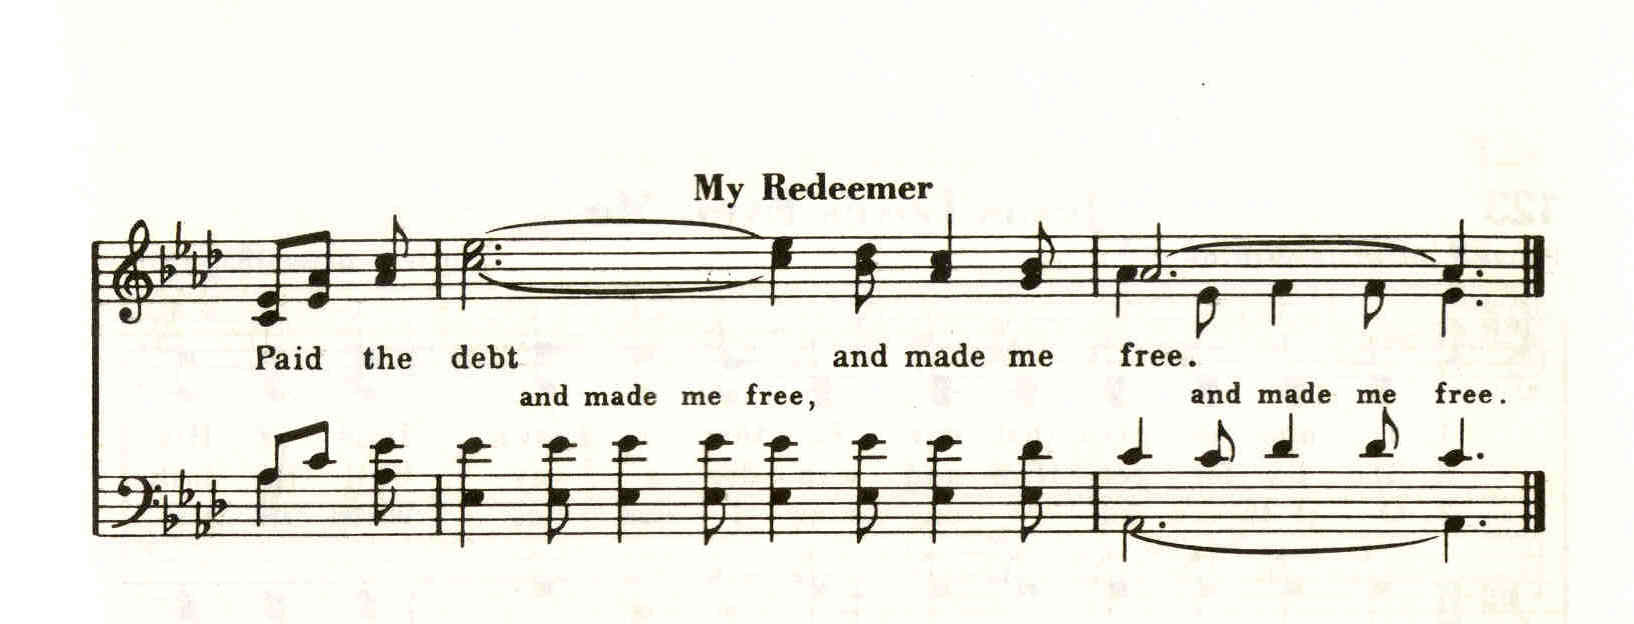 My Redeemer
Paid the debt and made me free.
and made me free, and made me free.